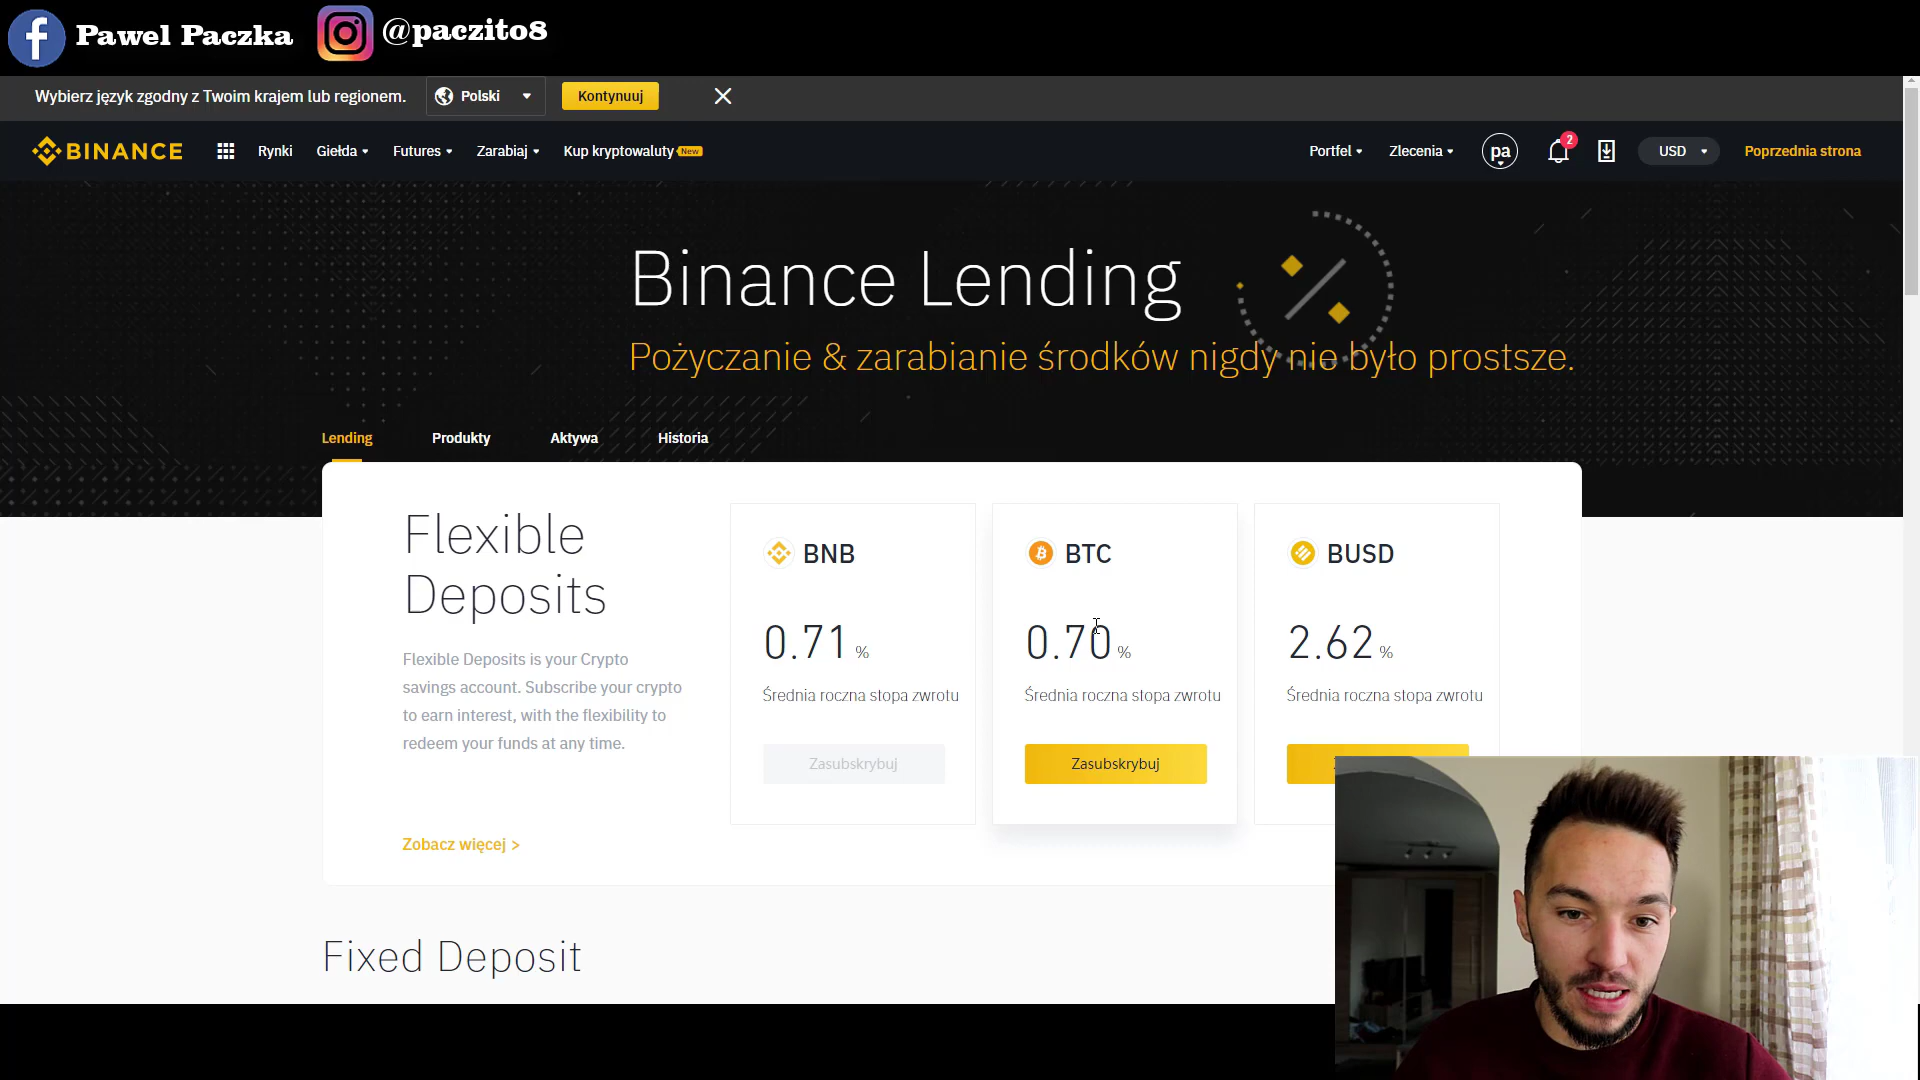 Pawel Paczka
@paczito8
Wybierz język zgodny z Twoim krajem lub regionem.
Polski
Kontynuuj
BINANCE
Rynki
Giełda
Futures
Zarabiaj
Kup kryptowaluty New
Portfel
Zlecenia
pa
2
USD
Poprzednia strona
Binance Lending
Pożyczanie & zarabianie środków nigdy nie było prostsze.
Lending
Produkty
Aktywa
Historia
Flexible
Deposits
Flexible Deposits is your Crypto
savings account. Subscribe your crypto
to earn interest, with the flexibility to
redeem your funds at any time.
Zobacz więcej >
BNB
0.71 %
Średnia roczna stopa zwrotu
Zasubskrybuj
BTC
0.70 %
Średnia roczna stopa zwrotu
Zasubskrybuj
BUSD
2.62 %
Średnia roczna stopa zwrotu
Fixed Deposit